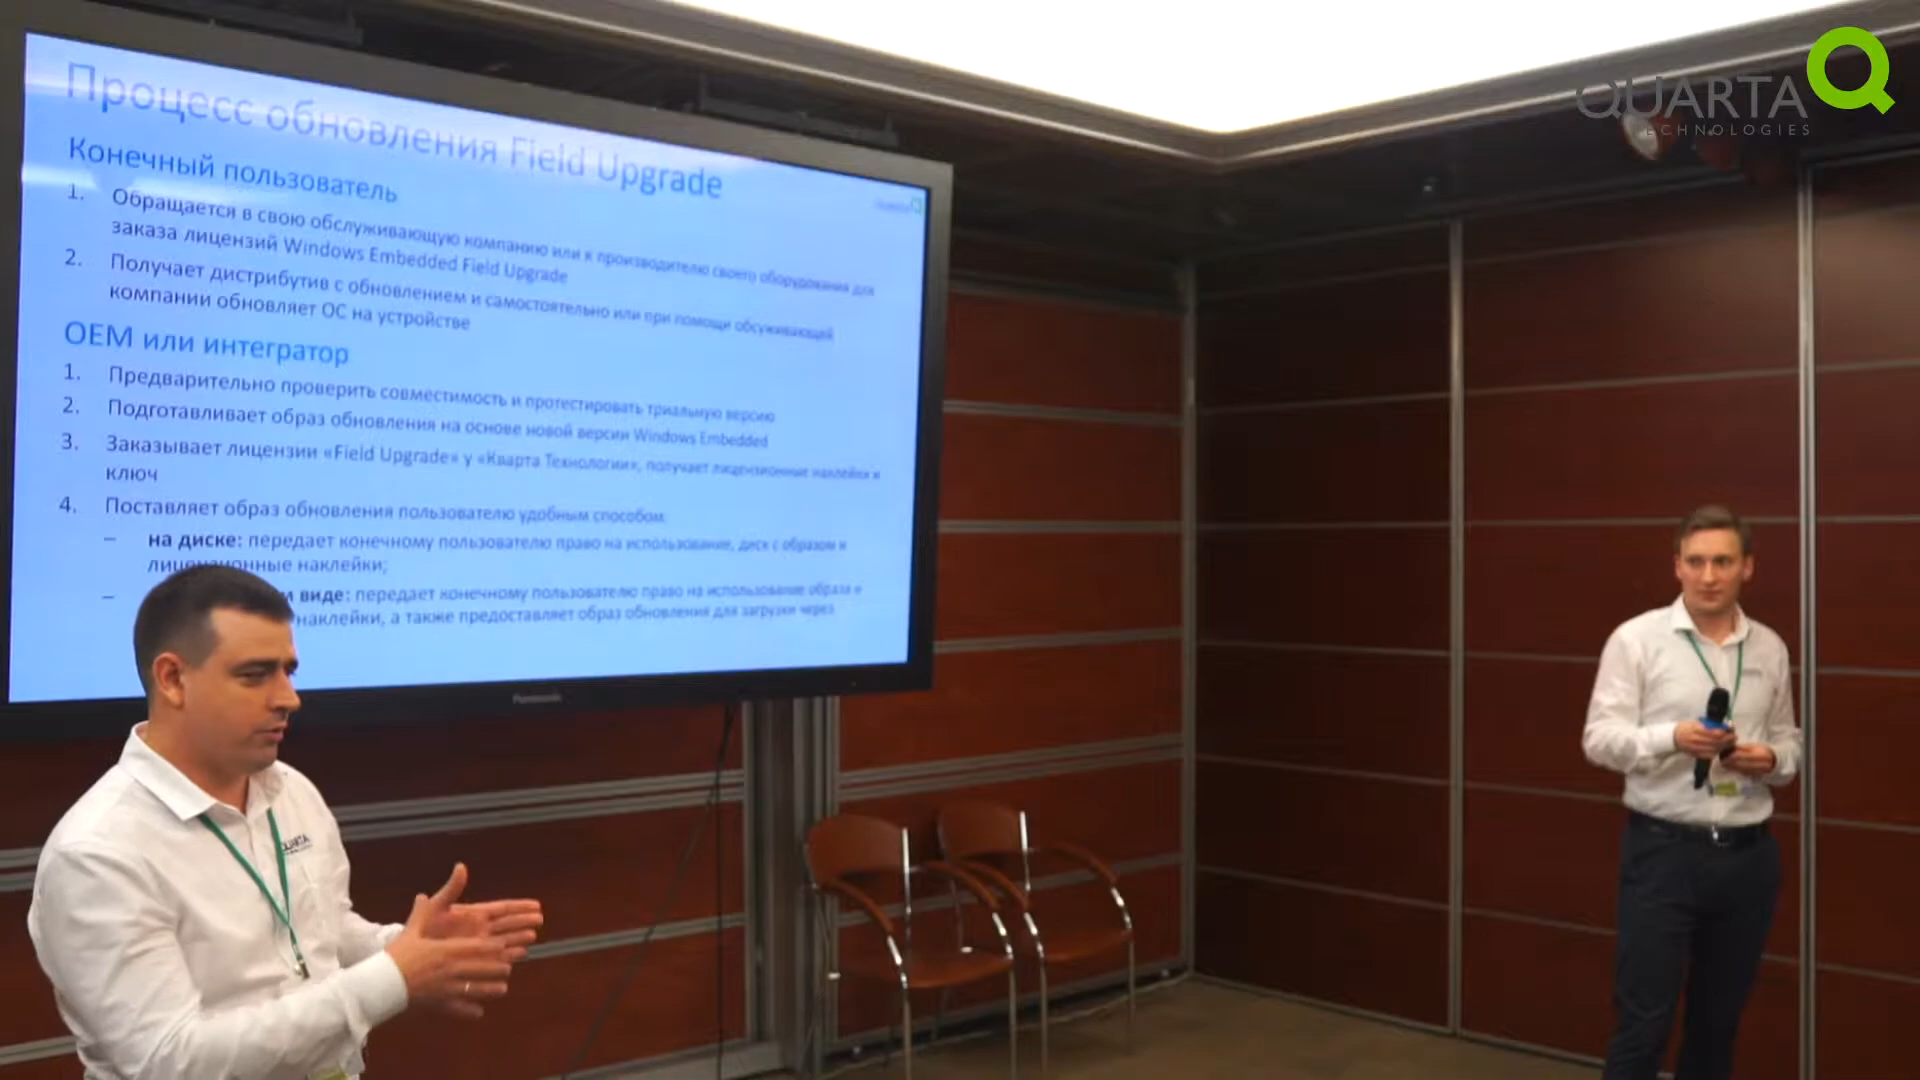 Процесс обновления Field Upgrade
Конечный пользователь
1. Обращается в свою обслуживающую компанию или к производителю своего оборудования для
заказа лицензий Windows Embedded Field Upgrade
2. Получает дистрибутив с обновлением и самостоятельно или при помощи обсуживающей
компании обновляет ОС на устройстве
OEM или интегратор
1. Предварительно проверить совместимость и протестировать триальную версию
2. Подготавливает образ обновления на основе новой версии Windows Embedded
3. Заказывает лицензии «Field Upgrade» у «Кварта Технологии», получает лицензионные наклейки и
ключ
4. Поставляет образ обновления пользователю удобным способом:
– на диске: передает конечному пользователю право на использование, диск с образом и
лицензионные наклейки;
– виде: передает конечному пользователю право на использование образа и
наклейки, а также предоставляет образ обновления для загрузки через
Panasonic
QUARTA
TECHNOLOGIES
QUARTA